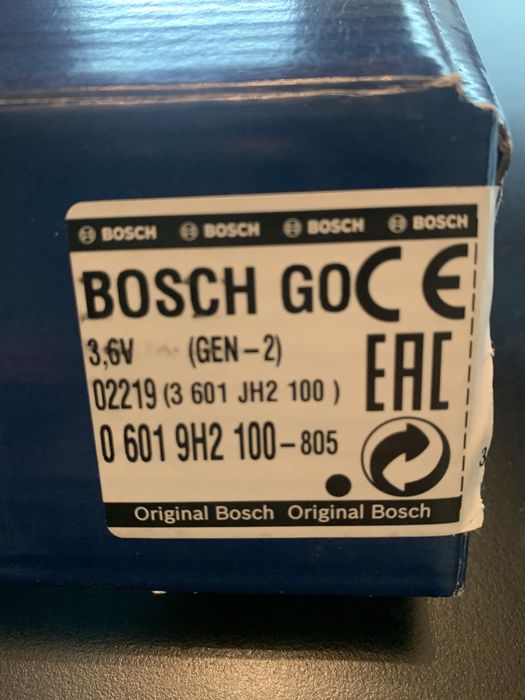 BOSCH BOSCH BOSCH BOSCH
BOSCH GO CE
3,6V (GEN-2)
EAC
02219 (3 601 JH2 100 )
0 601 9H2 100-805
Original Bosch Original Bosch